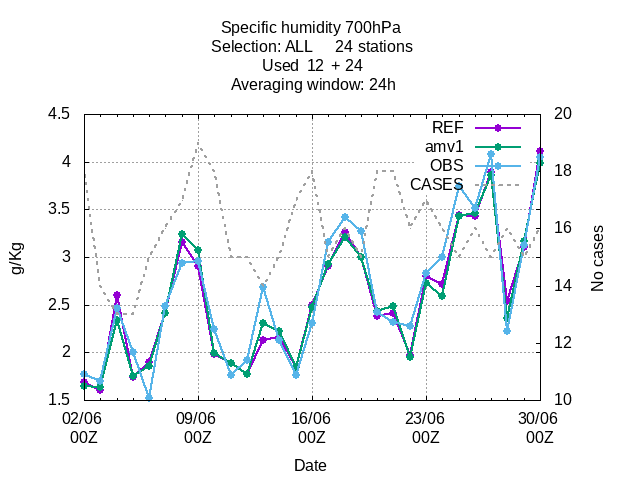 Specific humidity 700hPa
Selection: ALL 24 stations
Used 12 + 24
Averaging window: 24h
4.5
4
3.5
3
2.5
2
1.5
g/Kg
20
18
16
14
12
10
No cases
REF
amv1
OBS
CASES
02/06 09/06 16/06 23/06 30/06
00Z 00Z 00Z 00Z 00Z
Date